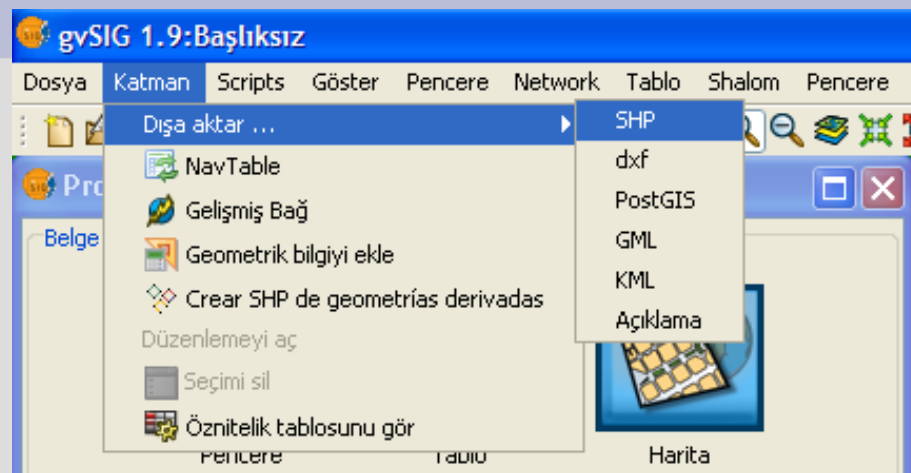 gvSIG 1.9:Başlıksız
Dosya Katman Scripts Göster Pencere Network Tablo Shalom Pencere
Dışa aktar ...
SHP
NavTable
dxf
Gelişmiş Bağ
PostGIS
Belge
Geometrik bilgiyi ekle
GML
Crear SHP de geometrías derivadas
KML
Düzenlemeyi aç
Açıklama
Seçimi sil
Öznitelik tablosunu gör
Pencere Tablo Harita